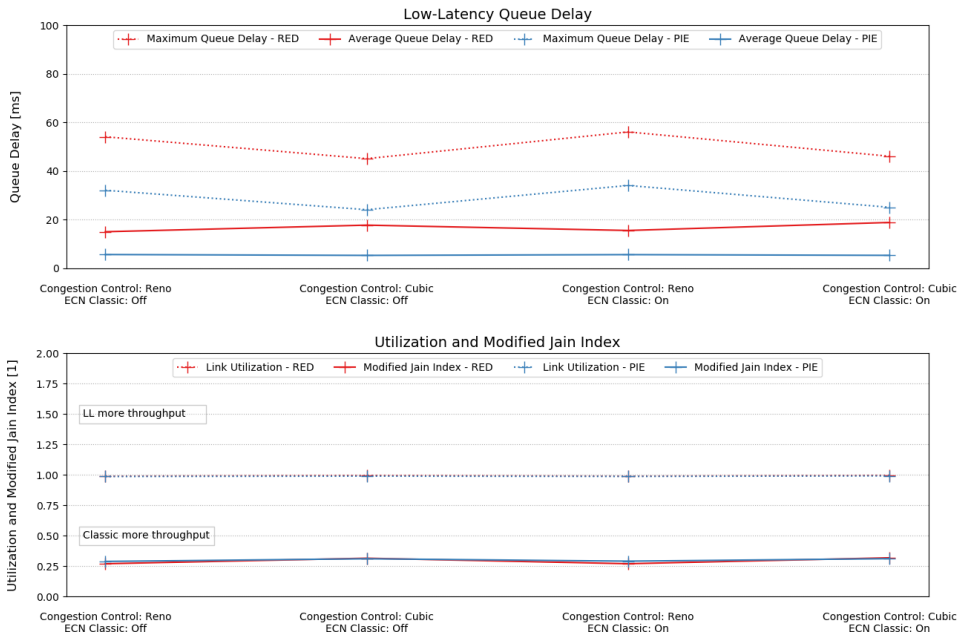 Low-Latency Queue Delay
Maximum Queue Delay - RED
Average Queue Delay - RED
Maximum Queue Delay - PIE
Average Queue Delay - PIE
Queue Delay [ms]
100
80
60
40
20
0
Congestion Control: Reno
ECN Classic: Off
Congestion Control: Cubic
ECN Classic: Off
Congestion Control: Reno
ECN Classic: On
Congestion Control: Cubic
ECN Classic: On
Utilization and Modified Jain Index
Link Utilization - RED
Modified Jain Index - RED
Link Utilization - PIE
Modified Jain Index - PIE
Utilization and Modified Jain Index [1]
2.00
1.75
1.50
1.25
1.00
0.75
0.50
0.25
0.00
LL more throughput
Classic more throughput
Congestion Control: Reno
ECN Classic: Off
Congestion Control: Cubic
ECN Classic: Off
Congestion Control: Reno
ECN Classic: On
Congestion Control: Cubic
ECN Classic: On